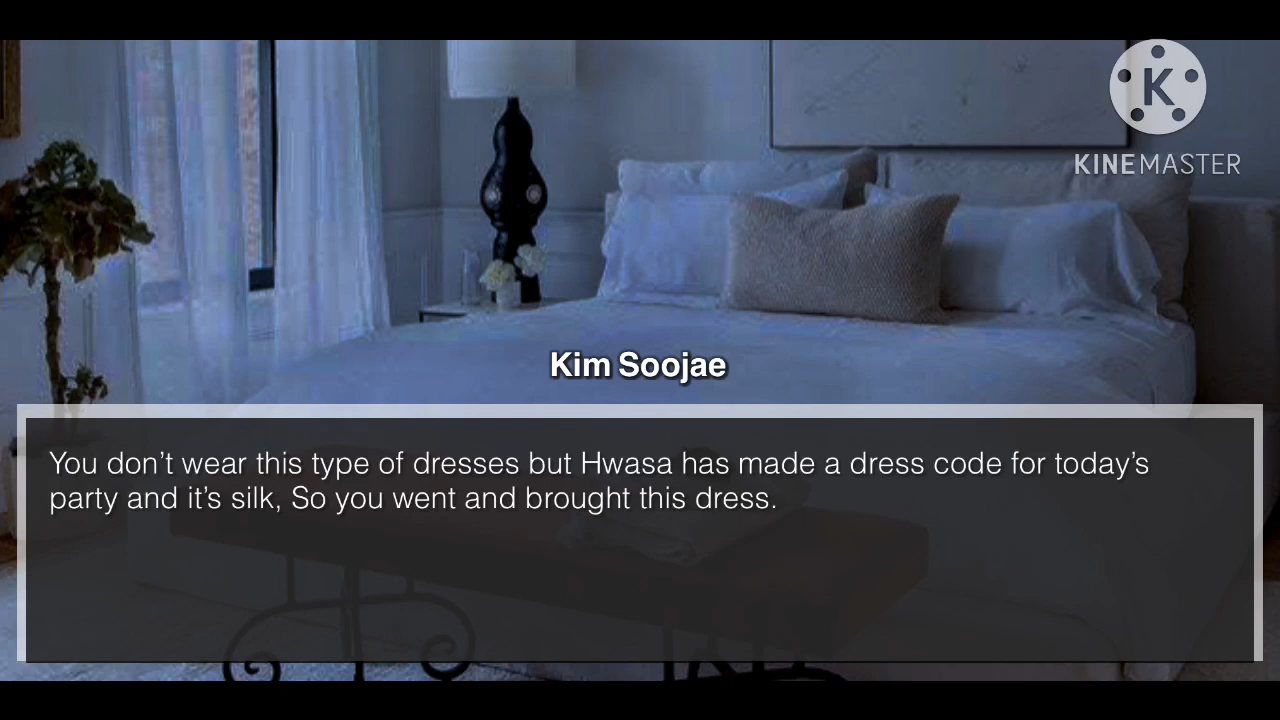 K
KINEMASTER
Kim Soojae
You don't wear this type of dresses but Hwasa has made a dress code for today's
party and it's silk, So you went and brought this dress.